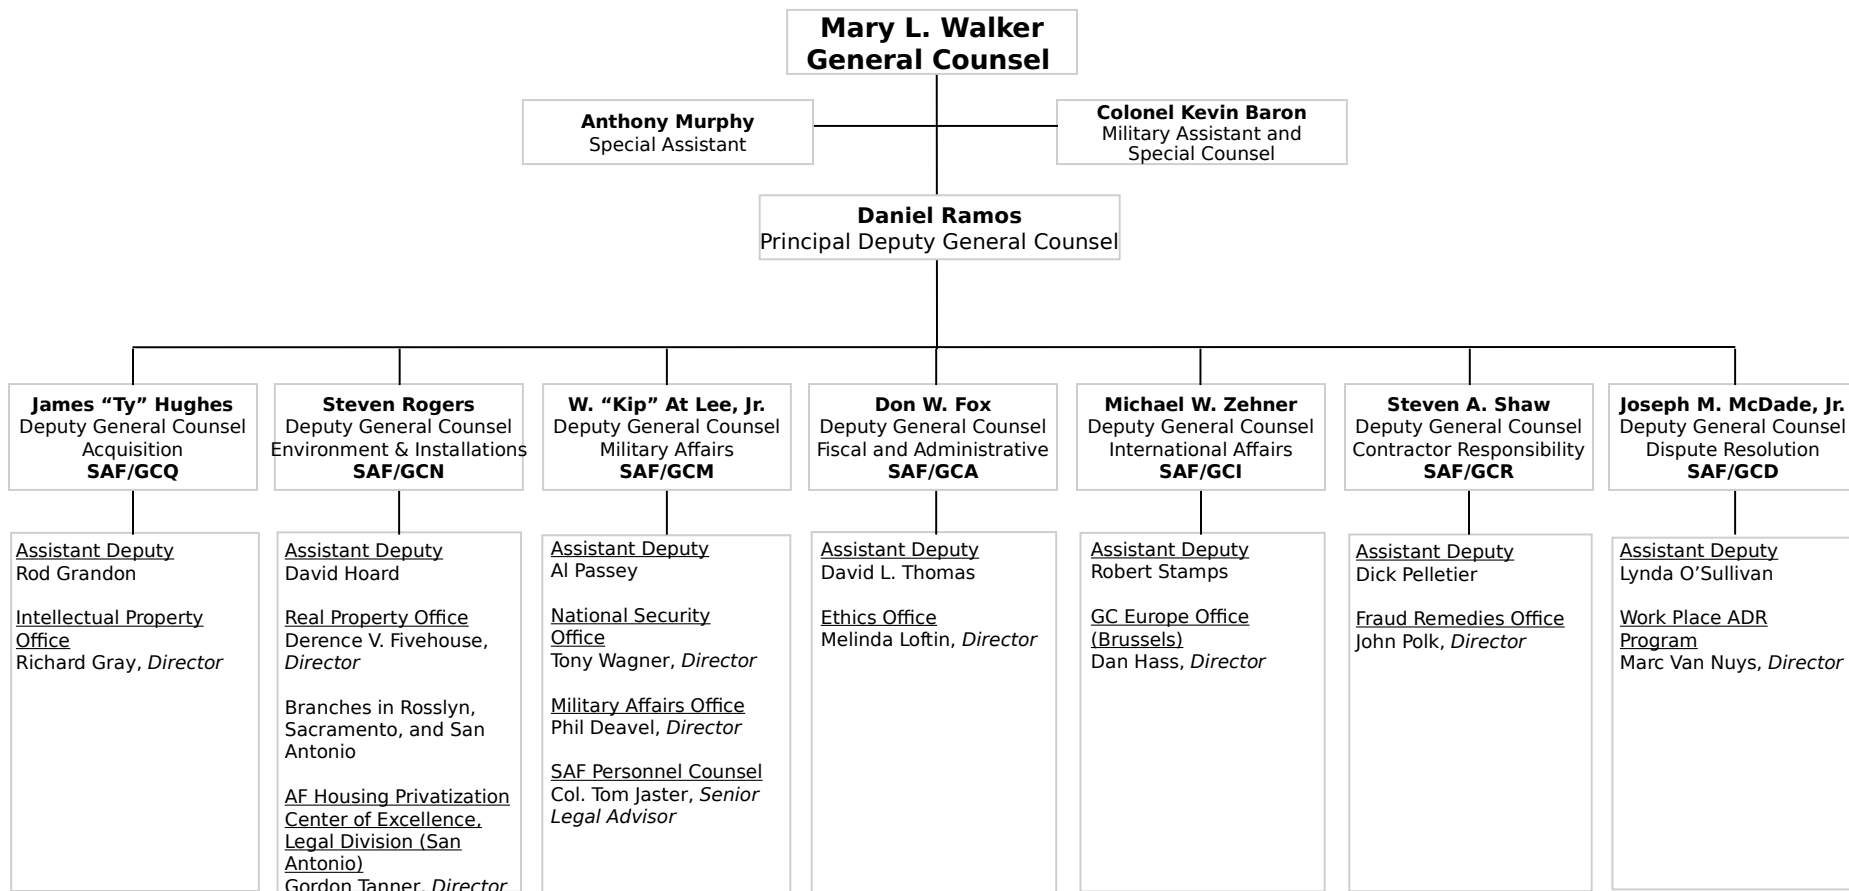 Mary L. Walker
General Counsel
Anthony Murphy
Special Assistant
Colonel Kevin Baron
Military Assistant and
Special Counsel
Daniel Ramos
Principal Deputy General Counsel
James “Ty” Hughes
Deputy General Counsel
Acquisition
SAF/GCQ
Steven Rogers
Deputy General Counsel
Environment & Installations
SAF/GCN
W. “Kip” At Lee, Jr.
Deputy General Counsel
Military Affairs
SAF/GCM
Don W. Fox
Deputy General Counsel
Fiscal and Administrative
SAF/GCA
Michael W. Zehner
Deputy General Counsel
International Affairs
SAF/GCI
Steven A. Shaw
Deputy General Counsel
Contractor Responsibility
SAF/GCR
Joseph M. McDade, Jr.
Deputy General Counsel
Dispute Resolution
SAF/GCD
Assistant Deputy
Rod Grandon
Intellectual Property
Office
Richard Gray, Director
Assistant Deputy
David Hoard
Real Property Office
Derence V. Fivehouse,
Director
Branches in Rosslyn,
Sacramento, and San
Antonio
AF Housing Privatization
Center of Excellence,
Legal Division (San
Antonio)
Gordon Tanner, Director
Assistant Deputy
Al Passey
National Security
Office
Tony Wagner, Director
Military Affairs Office
Phil Deavel, Director
SAF Personnel Counsel
Col. Tom Jaster, Senior
Legal Advisor
Assistant Deputy
David L. Thomas
Ethics Office
Melinda Loftin, Director
Assistant Deputy
Robert Stamps
GC Europe Office
(Brussels)
Dan Hass, Director
Assistant Deputy
Dick Pelletier
Fraud Remedies Office
John Polk, Director
Assistant Deputy
Lynda O’Sullivan
Work Place ADR
Program
Marc Van Nuys, Director